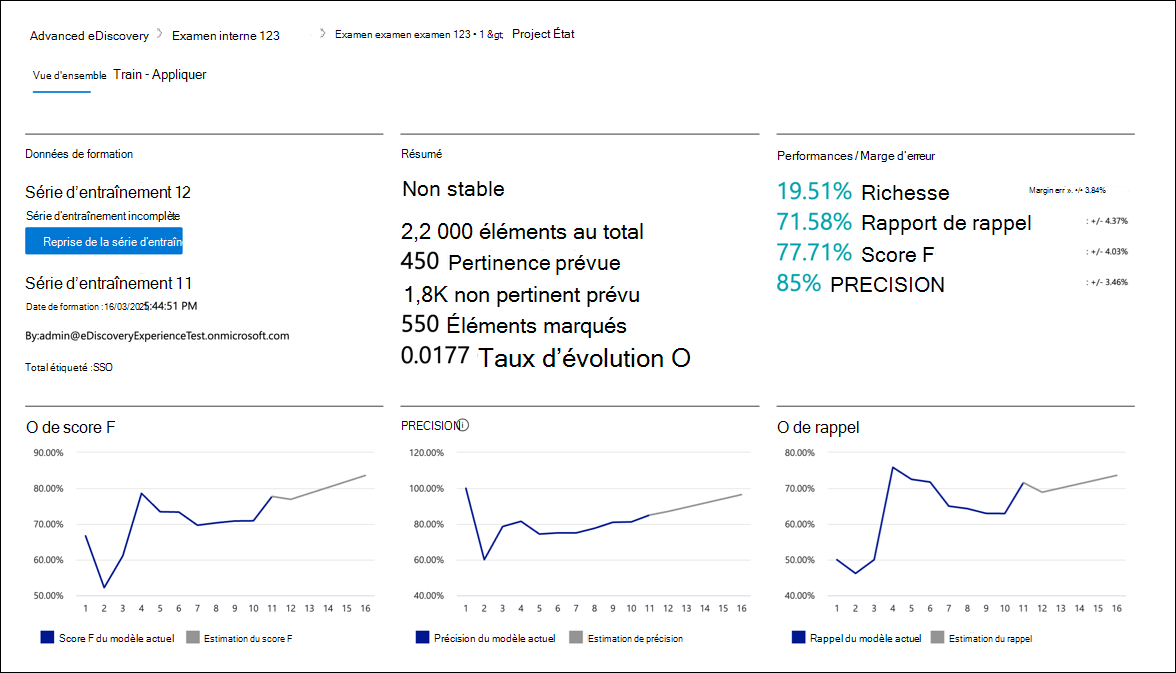 Advanced eDiscovery > Examen interne 123 > Examen examen examen 123 • 1 &gt; Project État
Vue d'ensemble Train - Appliquer
Données de formation
Série d'entraînement 12
Série d'entraînement incomplète
Reprise de la série d'entraîn
Série d'entraînement 11
Date de formation : 16/03/2021 5:44:51 PM
By:admin@eDiscoveryExperienceTest.onmicrosoft.com
Total étiqueté :SSO
Résumé
Non stable
2,2 000 éléments au total
450 Pertinence prévue
1,8K non pertinent prévu
550 Éléments marqués
0.0177 Taux d'évolution O
Performances / Marge d'erreur
19.51% Richesse Margin err ». +/• 3.84%
71.58% Rapport de rappel : +/- 4.37%
77.71% Score F : +/- 4.03%
85% PRECISION : +/- 3.46%
O de score F
90.00%
80.00%
70.00%
60.00%
50.00%
1 2 3 4 5 6 7 8 9 10 11 12 13 14 15 16
Score F du modèle actuel Estimation du score F
PRECISION
120.00%
100.00%
80.00%
60.00%
40.00%
1 2 3 4 5 6 7 8 9 10 11 12 13 14 15 16
Précision du modèle actuel Estimation de précision
O de rappel
80.00%
70.00%
60.00%
50.00%
40.00%
1 2 3 4 5 6 7 8 9 10 11 12 13 14 15 16
Rappel du modèle actuel Estimation du rappel